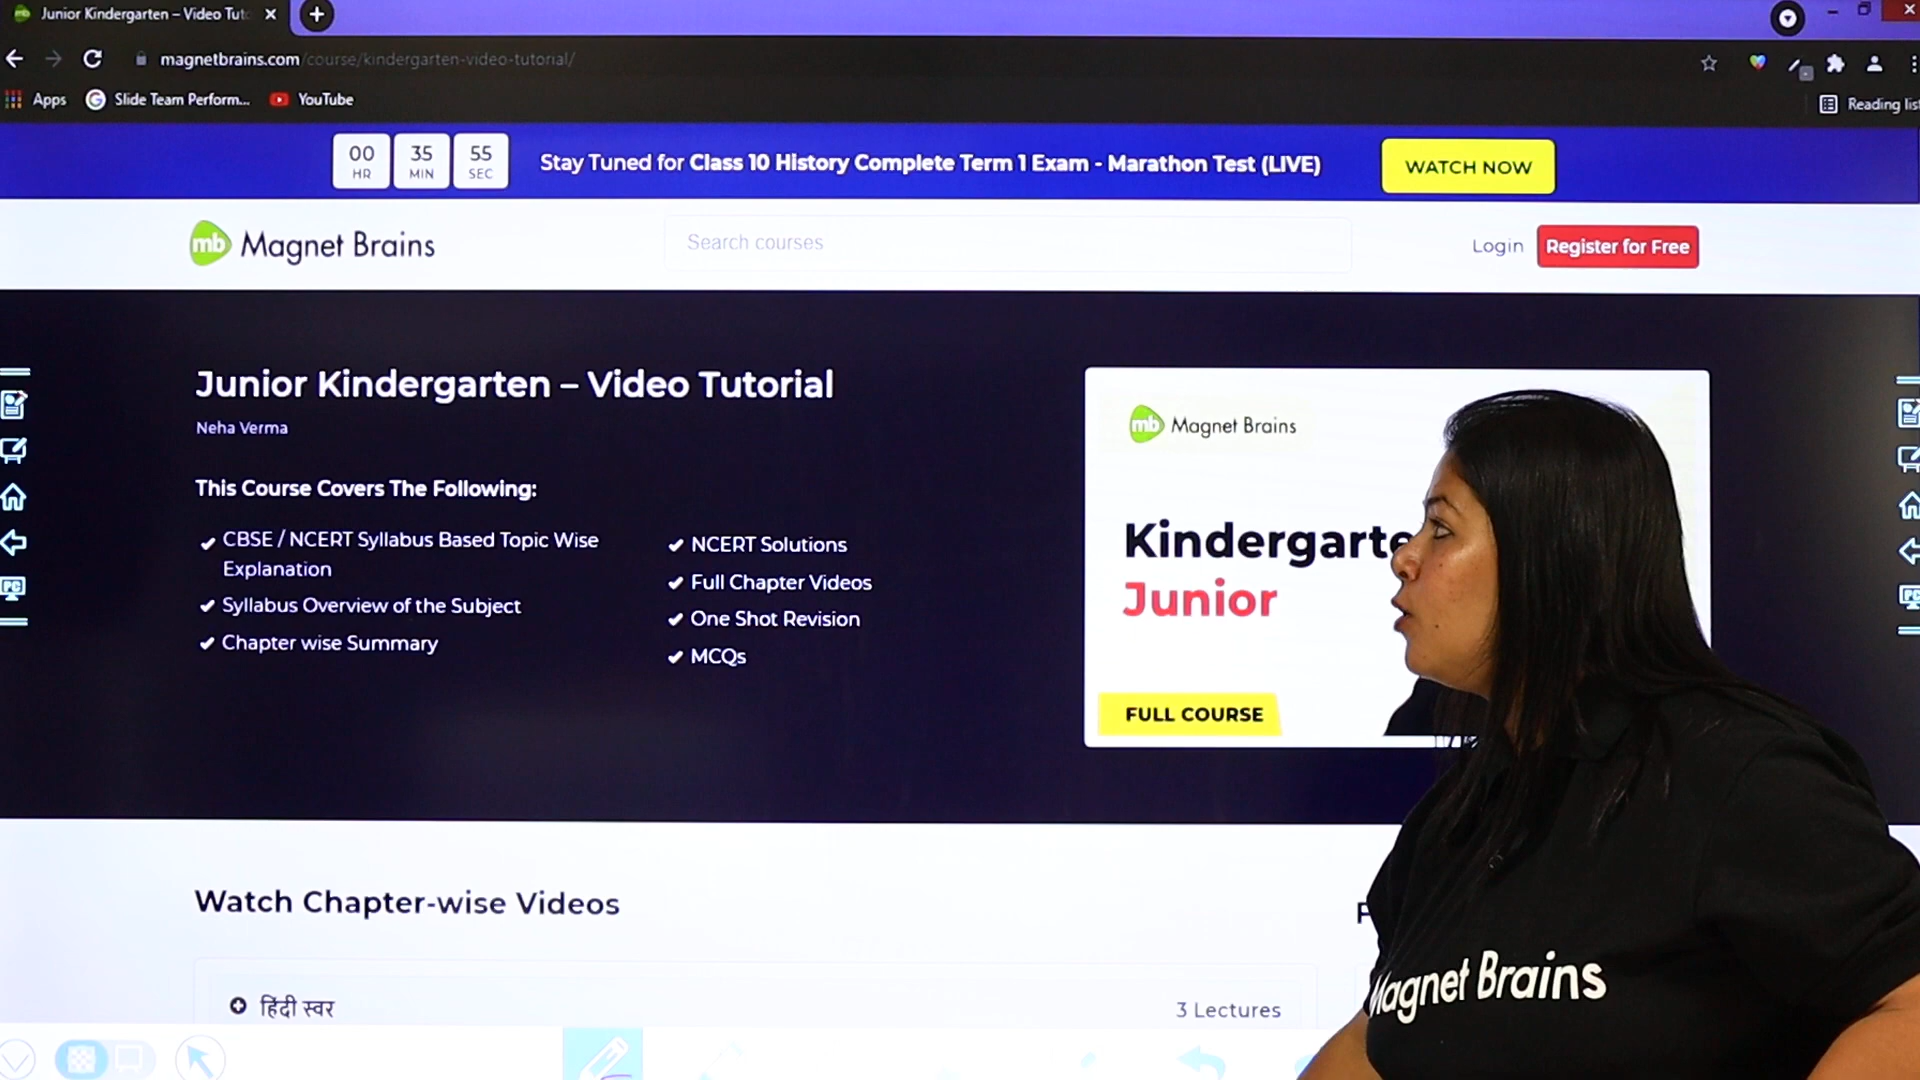 Junior Kindergarten – Video Tut
magnetbrains.com/course/kindergarten-video-tutorial/
Apps
Slide Team Perform...
YouTube
Reading list
00 HR
35 MIN
55 SEC
Stay Tuned for Class 10 History Complete Term 1 Exam - Marathon Test (LIVE)
WATCH NOW
mb Magnet Brains
Search courses
Login
Register for Free
Junior Kindergarten – Video Tutorial
Neha Verma
This Course Covers The Following:
CBSE / NCERT Syllabus Based Topic Wise
Explanation
Syllabus Overview of the Subject
Chapter wise Summary
NCERT Solutions
Full Chapter Videos
One Shot Revision
MCQs
mb Magnet Brains
Kindergarte
Junior
FULL COURSE
Watch Chapter-wise Videos
हिंदी स्वर
3 Lectures
Magnet Brains
PC
PC